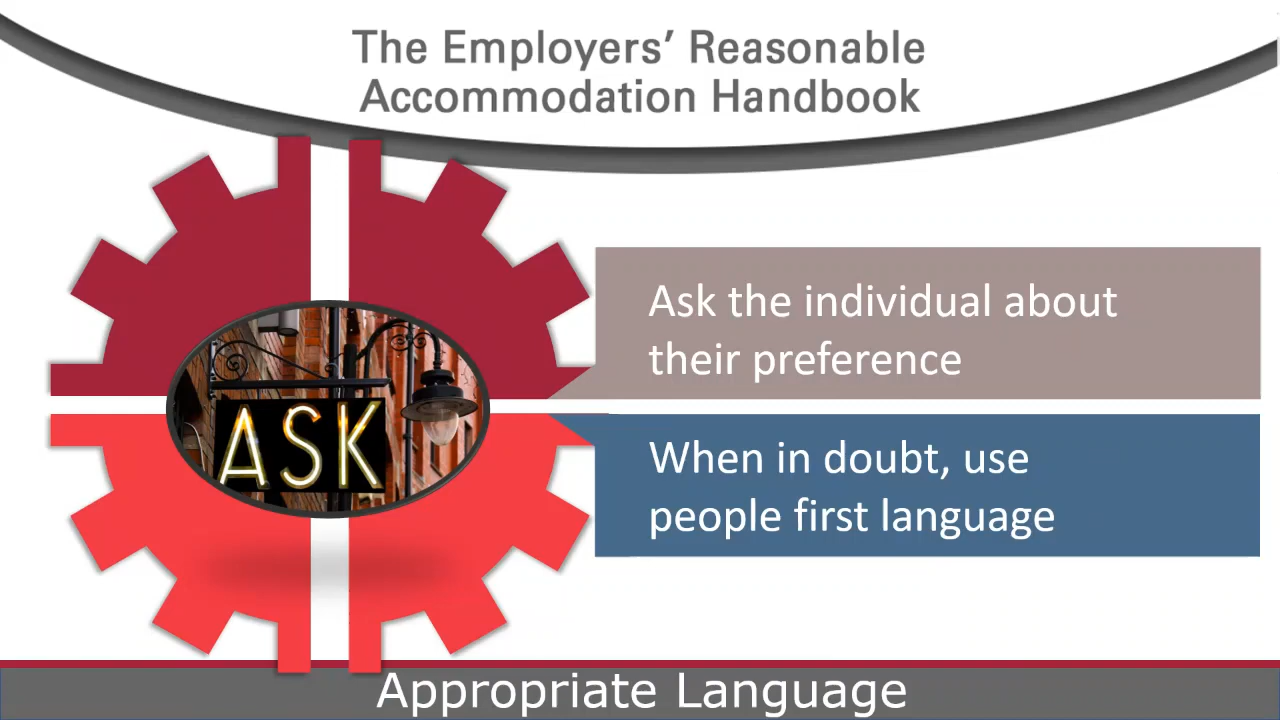 The Employers’ Reasonable
Accommodation Handbook
ASK
Ask the individual about
their preference
When in doubt, use
people first language
Appropriate Language